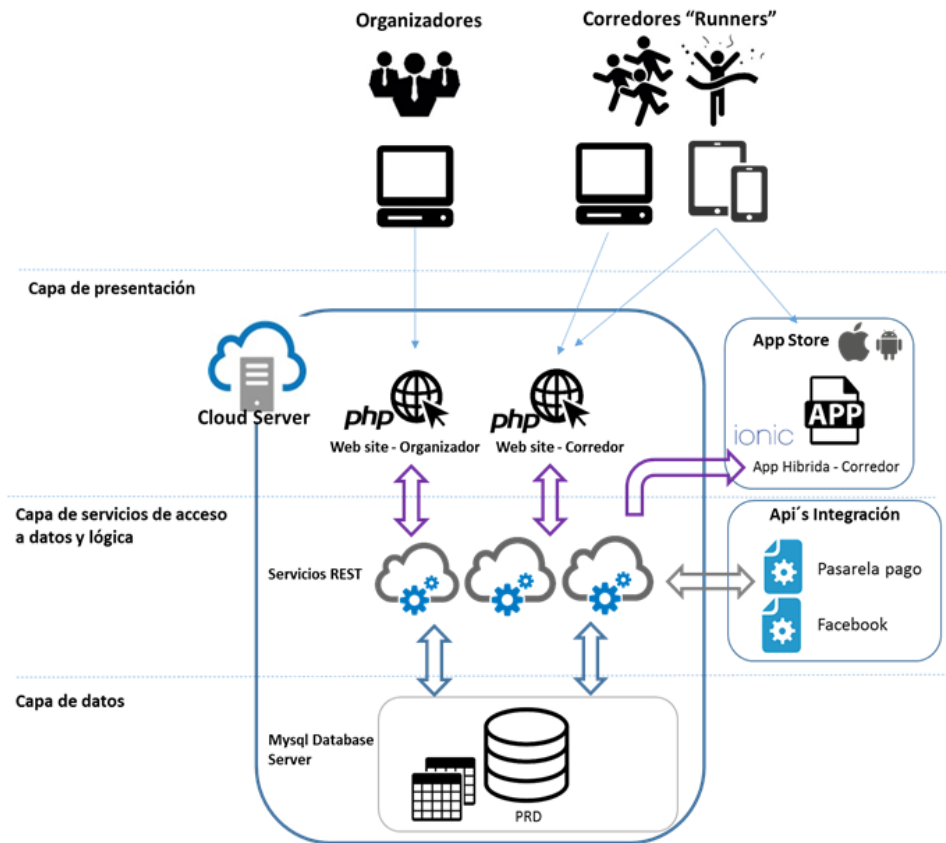 Organizadores
Corredores “Runners”
Capa de presentación
App Store
Cloud Server
php
php
APP
ionic
Web site - Organizador
Web site - Corredor
App Hibrida - Corredor
Capa de servicios de acceso
a datos y lógica
Api´s Integración
Servicios REST
Pasarela pago
Facebook
Capa de datos
Mysql Database
Server
PRD